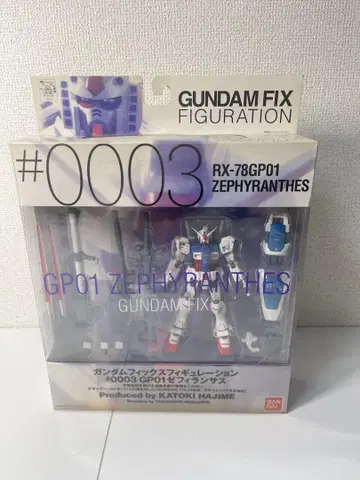 GUNDAM FIX
FIGURATION
#0003
RX-78GP01
ZEPHYRANTHES
GP01 ZEPHYRANTHES
GUNDAM FIX
ガンダムフィックスフィギュレーション
#0003 GP01ゼフィランサス
Produced by KATOKI HAJIME
BAN
DAI